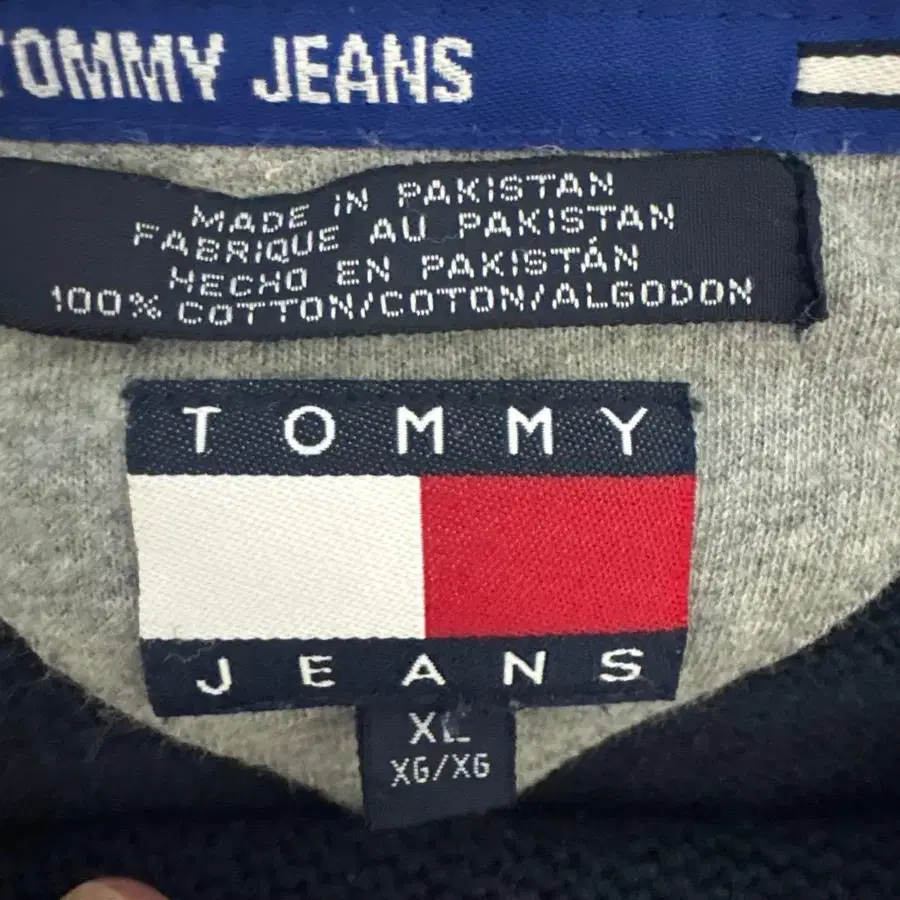 TOMMY JEANS
MADE IN PAKISTAN
FABRIQUE AU PAKISTAN
HECHO EN PAKISTÁN
100% COTTON/COTON/ALGODON
TOMMY
JEANS
XL
XG/XG